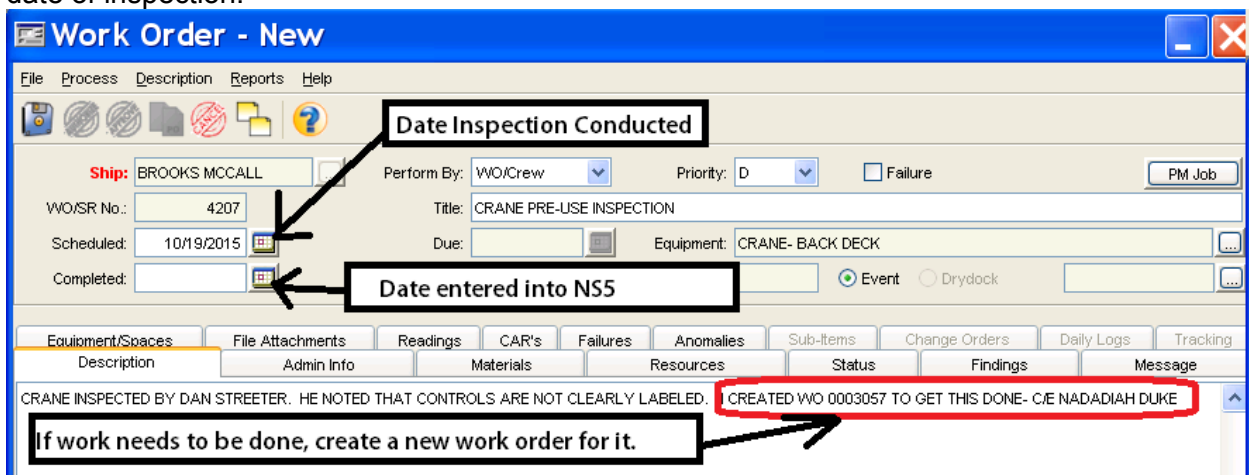 date of inspection.
Work Order - New
File Process Description Reports Help
Date Inspection Conducted
Ship: BROOKS MCCALL ... Perform By: WO/Crew Priority: D Failure PM Job
WO/SR No.: 4207 Title: CRANE PRE-USE INSPECTION
Scheduled: 10/19/2015 Due: Equipment: CRANE- BACK DECK ...
Completed: Date entered into NS5 Event Drydock ...
Equipment/Spaces File Attachments Readings CAR's Failures Anomalies Sub-Items Change Orders Daily Logs Tracking
Description Admin Info Materials Resources Status Findings Message
CRANE INSPECTED BY DAN STREETER. HE NOTED THAT CONTROLS ARE NOT CLEARLY LABELED. I CREATED WO 0003057 TO GET THIS DONE- C/E NADADIAH DUKE
If work needs to be done, create a new work order for it.